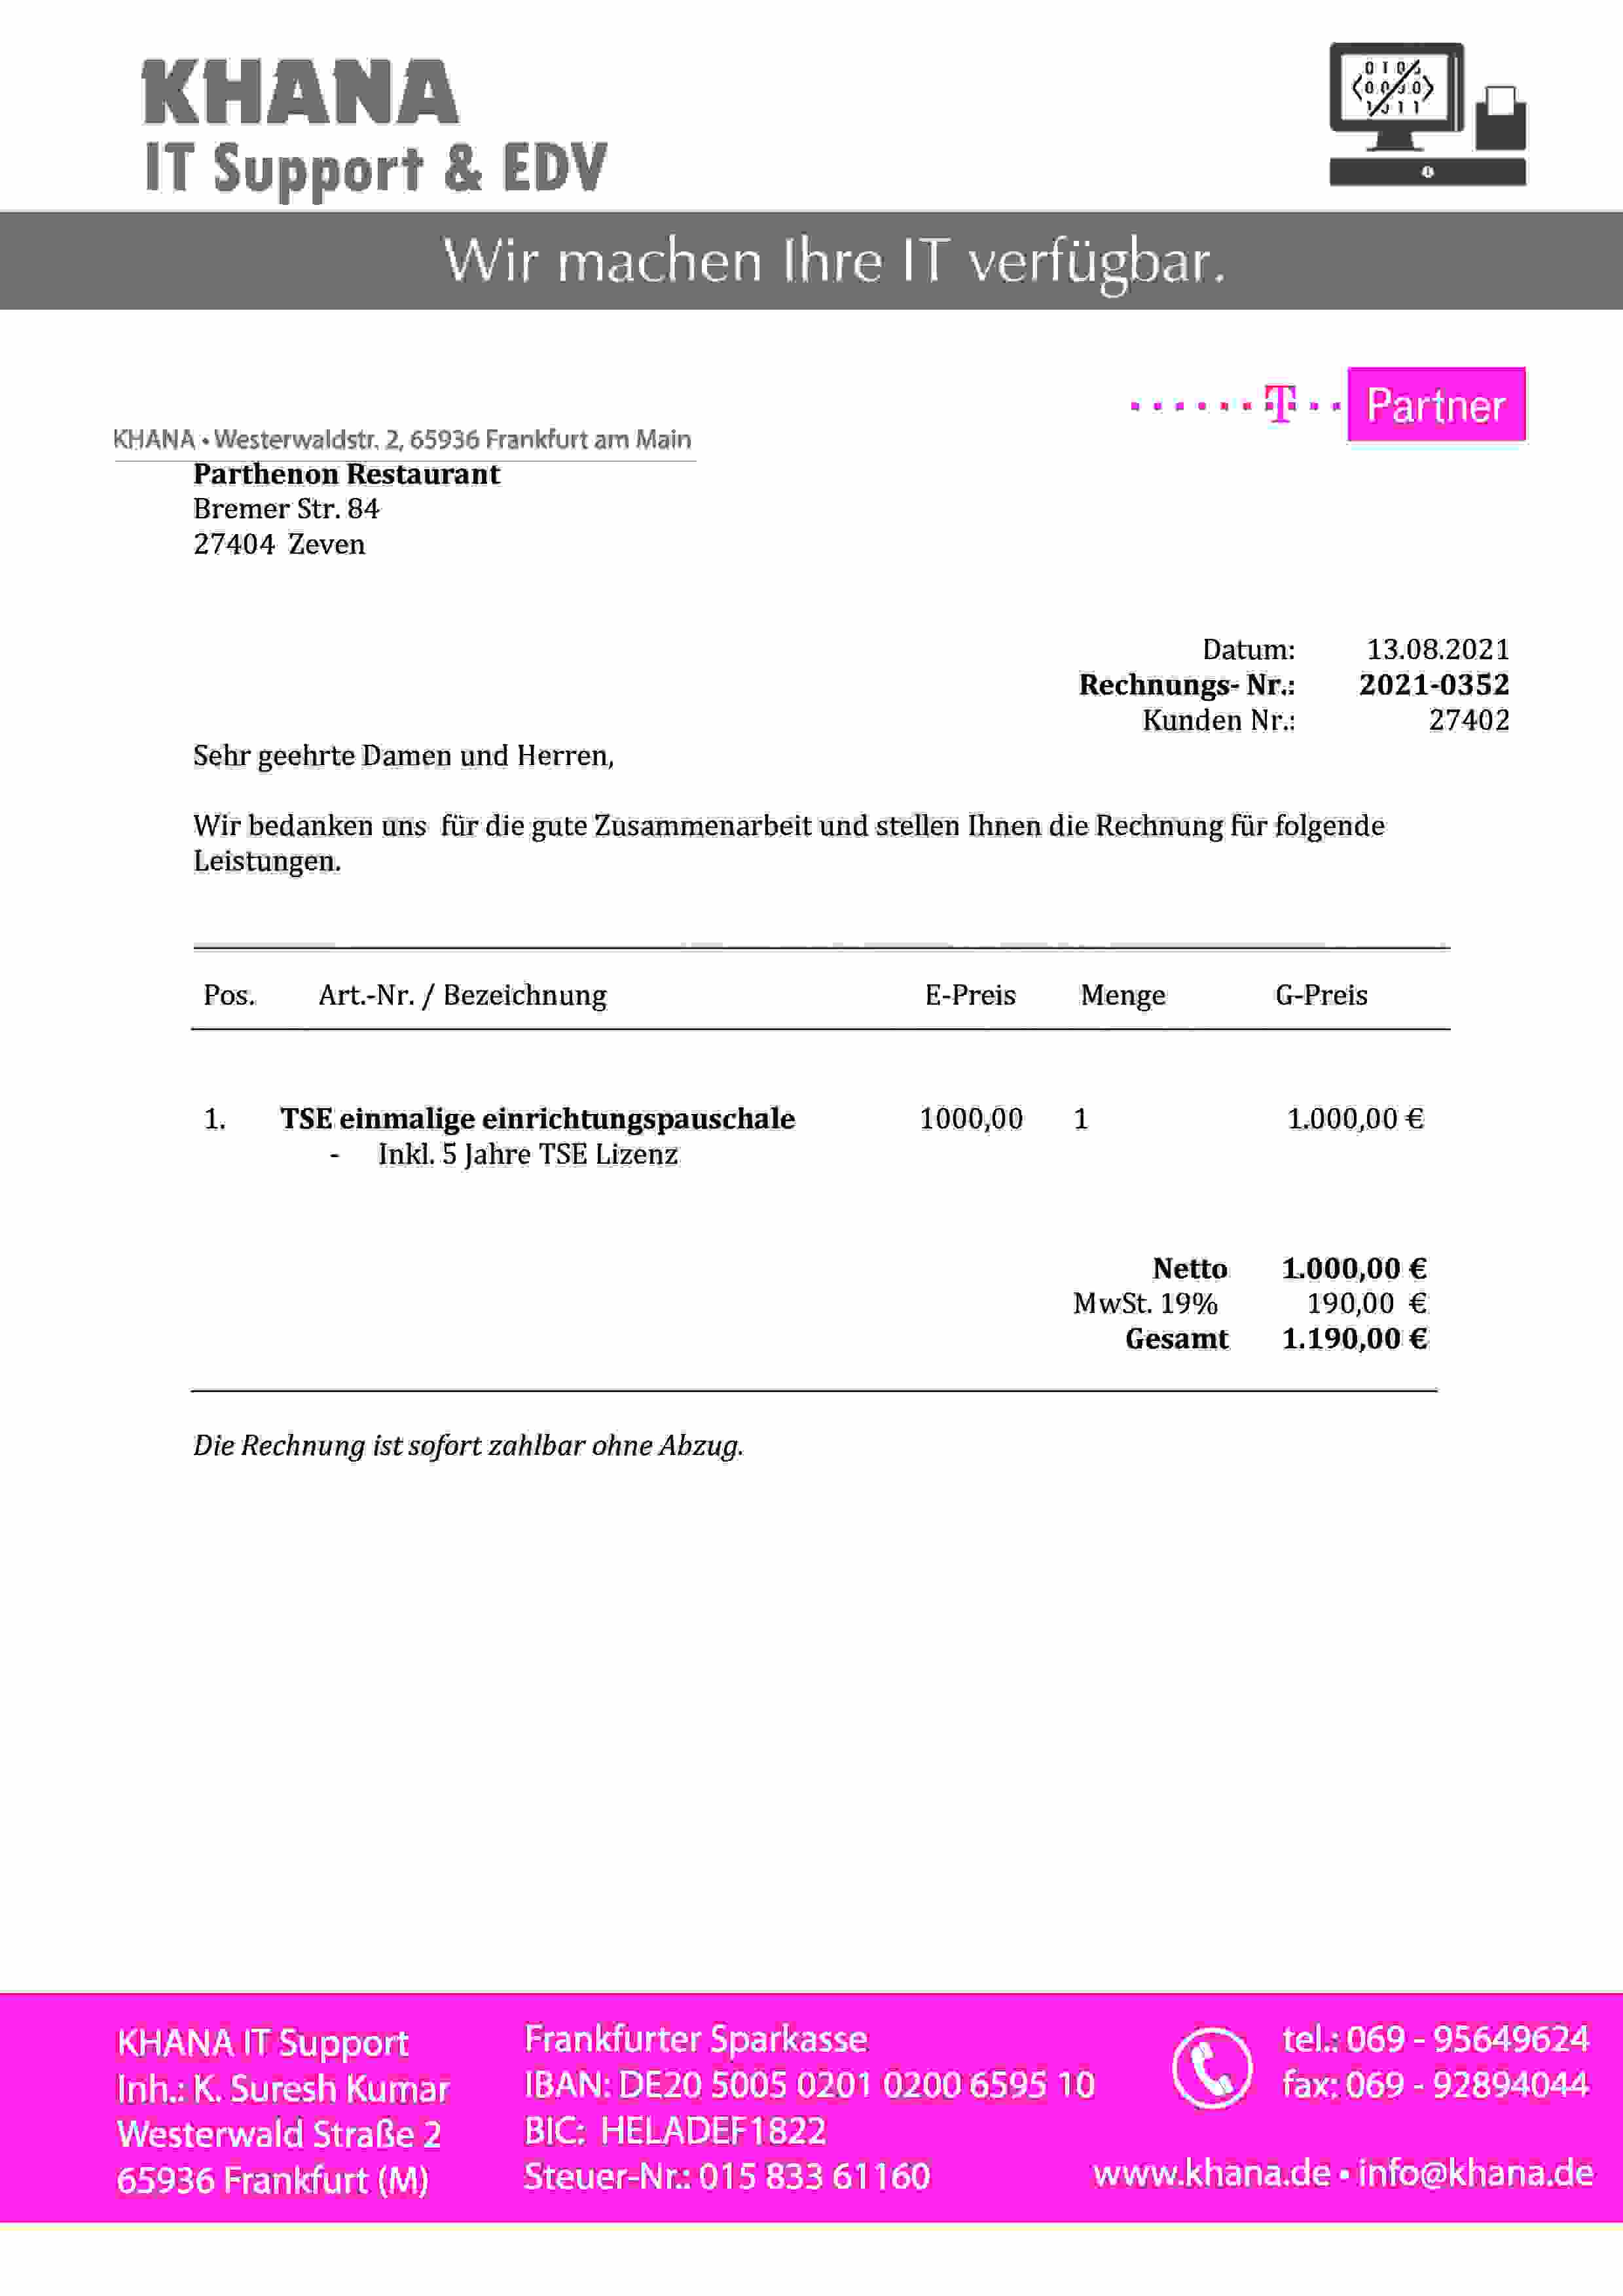 KHANA
IT Support & EDV
Wir machen Ihre IT verfügbar.
T Partner
KHANA • Westerwaldstr. 2, 65936 Frankfurt am Main
Parthenon Restaurant
Bremer Str. 84
27404 Zeven
Datum: 13.08.2021
Rechnungs- Nr.: 2021-0352
Kunden Nr.: 27402
Sehr geehrte Damen und Herren,
Wir bedanken uns für die gute Zusammenarbeit und stellen Ihnen die Rechnung für folgende
Leistungen.
Pos. Art.-Nr. / Bezeichnung E-Preis Menge G-Preis
1. TSE einmalige einrichtungspauschale 1000,00 1 1.000,00 €
- Inkl. 5 Jahre TSE Lizenz
Netto 1.000,00 €
MwSt. 19% 190,00 €
Gesamt 1.190,00 €
Die Rechnung ist sofort zahlbar ohne Abzug.
KHANA IT Support
Inh.: K. Suresh Kumar
Westerwald Straße 2
65936 Frankfurt (M)
Frankfurter Sparkasse
IBAN: DE20 5005 0201 0200 6595 10
BIC: HELADEF1822
Steuer-Nr.: 015 833 61160
tel.: 069 - 95649624
fax: 069 - 92894044
www.khana.de • info@khana.de